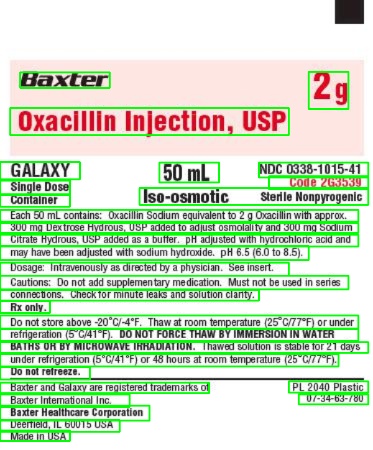 Baxter
2 g
Oxacillin Injection, USP
GALAXY 50 mL NDC 0338-1015-41
Single Dose Code 2G3539
Container Iso-osmotic Sterile Nonpyrogenic
Each 50 mL contains: Oxacillin Sodium equivalent to 2 g Oxacillin with approx.
300 mg Dextrose Hydrous, USP added to adjust osmolality and 300 mg Sodium
Citrate Hydrous, USP added as a buffer. pH adjusted with hydrochloric acid and
may have been adjusted with sodium hydroxide. pH 6.5 (6.0 to 8.5).
Dosage: Intravenously as directed by a physician. See insert.
Cautions: Do not add supplementary medication. Must not be used in series
connections. Check for minute leaks and solution clarity.
Rx only.
Do not store above -20˚C/-4˚F. Thaw at room temperature (25˚C/77˚F) or under
refrigeration (5˚C/41˚F). DO NOT FORCE THAW BY IMMERSION IN WATER
BATHS OR BY MICROWAVE IRRADIATION. Thawed solution is stable for 21 days
under refrigeration (5˚C/41˚F) or 48 hours at room temperature (25˚C/77˚F).
Do not refreeze.
Baxter and Galaxy are registered trademarks of PL 2040 Plastic
Baxter International Inc. 07-34-63-780
Baxter Healthcare Corporation
Deerfield, IL 60015 USA
Made in USA